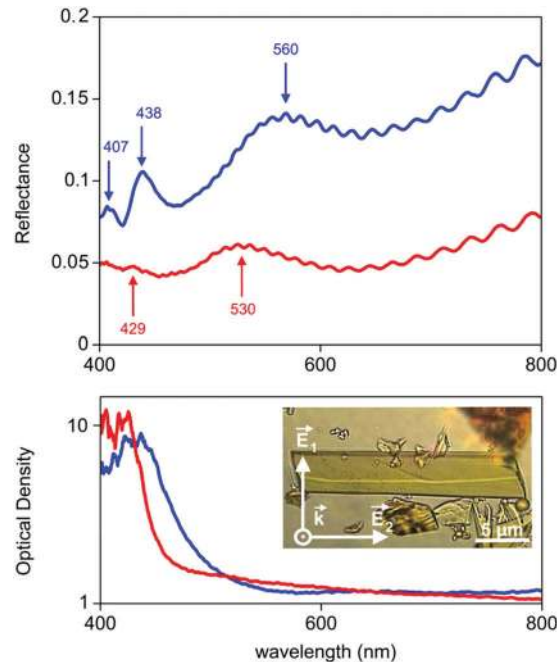 0.2
560
438
0.15
407
Reflectance
0.1
0.05
429
530
0
400
600
800
10
E₁
Optical Density
k
E₂
5 µm
1
400
600
800
wavelength (nm)